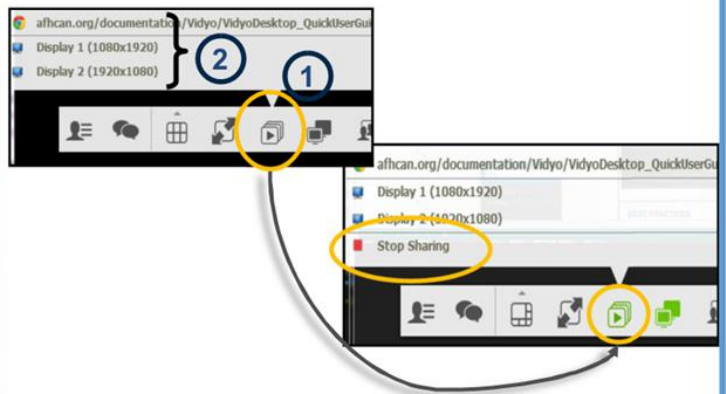 afhcan.org/documentation/Vidyo/VidyoDesktop_QuickUserGui
Display 1 (1080x1920)
Display 2 (1920x1080)
2
1
afhcan.org/documentation/Vidyo/VidyoDesktop_QuickUserGu
Display 1 (1080x1920)
Display 2 (1920x1080)
Stop Sharing